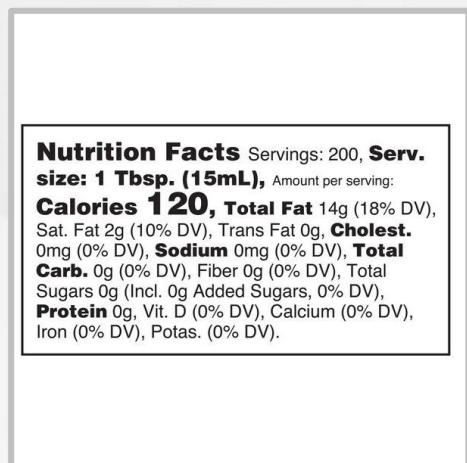 Nutrition Facts Servings: 200, Serv.
size: 1 Tbsp. (15mL), Amount per serving:
Calories 120, Total Fat 14g (18% DV),
Sat. Fat 2g (10% DV), Trans Fat 0g, Cholest.
0mg (0% DV), Sodium 0mg (0% DV), Total
Carb. 0g (0% DV), Fiber 0g (0% DV), Total
Sugars 0g (Incl. 0g Added Sugars, 0% DV),
Protein 0g, Vit. D (0% DV), Calcium (0% DV),
Iron (0% DV), Potas. (0% DV).